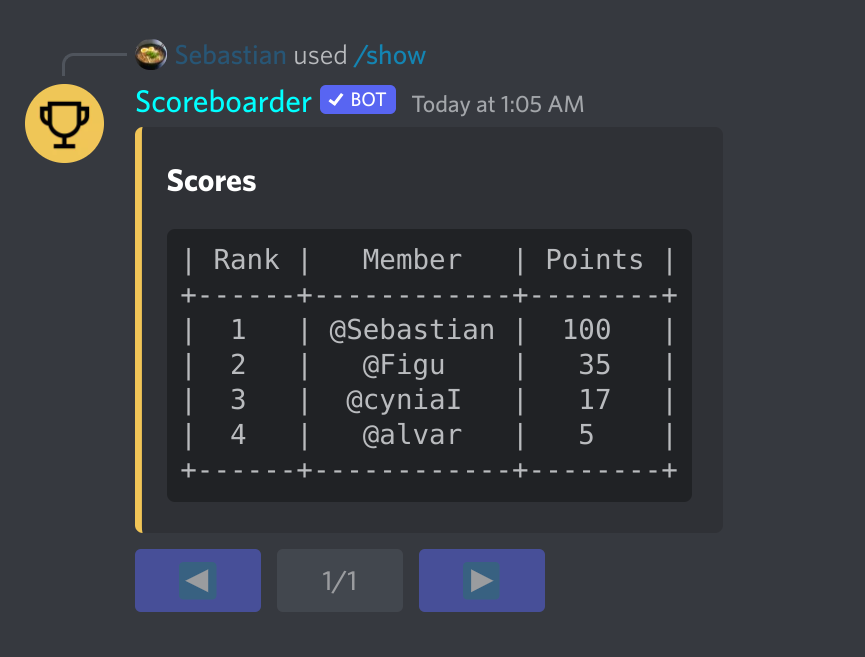 Sebastian used /show
Scoreboarder ✓ BOT Today at 1:05 AM
Scores
| Rank |   Member   | Points |
+------+------------+--------+
|  1   | @Sebastian |  100   |
|  2   |   @Figu    |   35   |
|  3   |  @cyniaI   |   17   |
|  4   |   @alvar   |   5    |
+------+------------+--------+
◀ 1/1 ▶